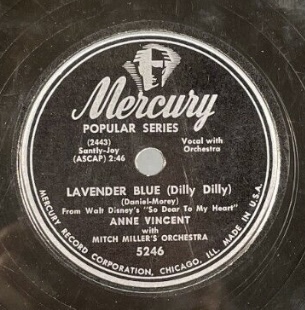 Mercury
POPULAR SERIES
(2443)
Santly-Joy
(ASCAP) 2:46
Vocal with
Orchestra
LAVENDER BLUE (Dilly Dilly)
(Daniel-Morey)
From Walt Disney's "So Dear To My Heart"
ANNE VINCENT
with
MITCH MILLER'S ORCHESTRA
5246
MERCURY RECORD CORPORATION, CHICAGO, ILL. MADE IN U.S.A.